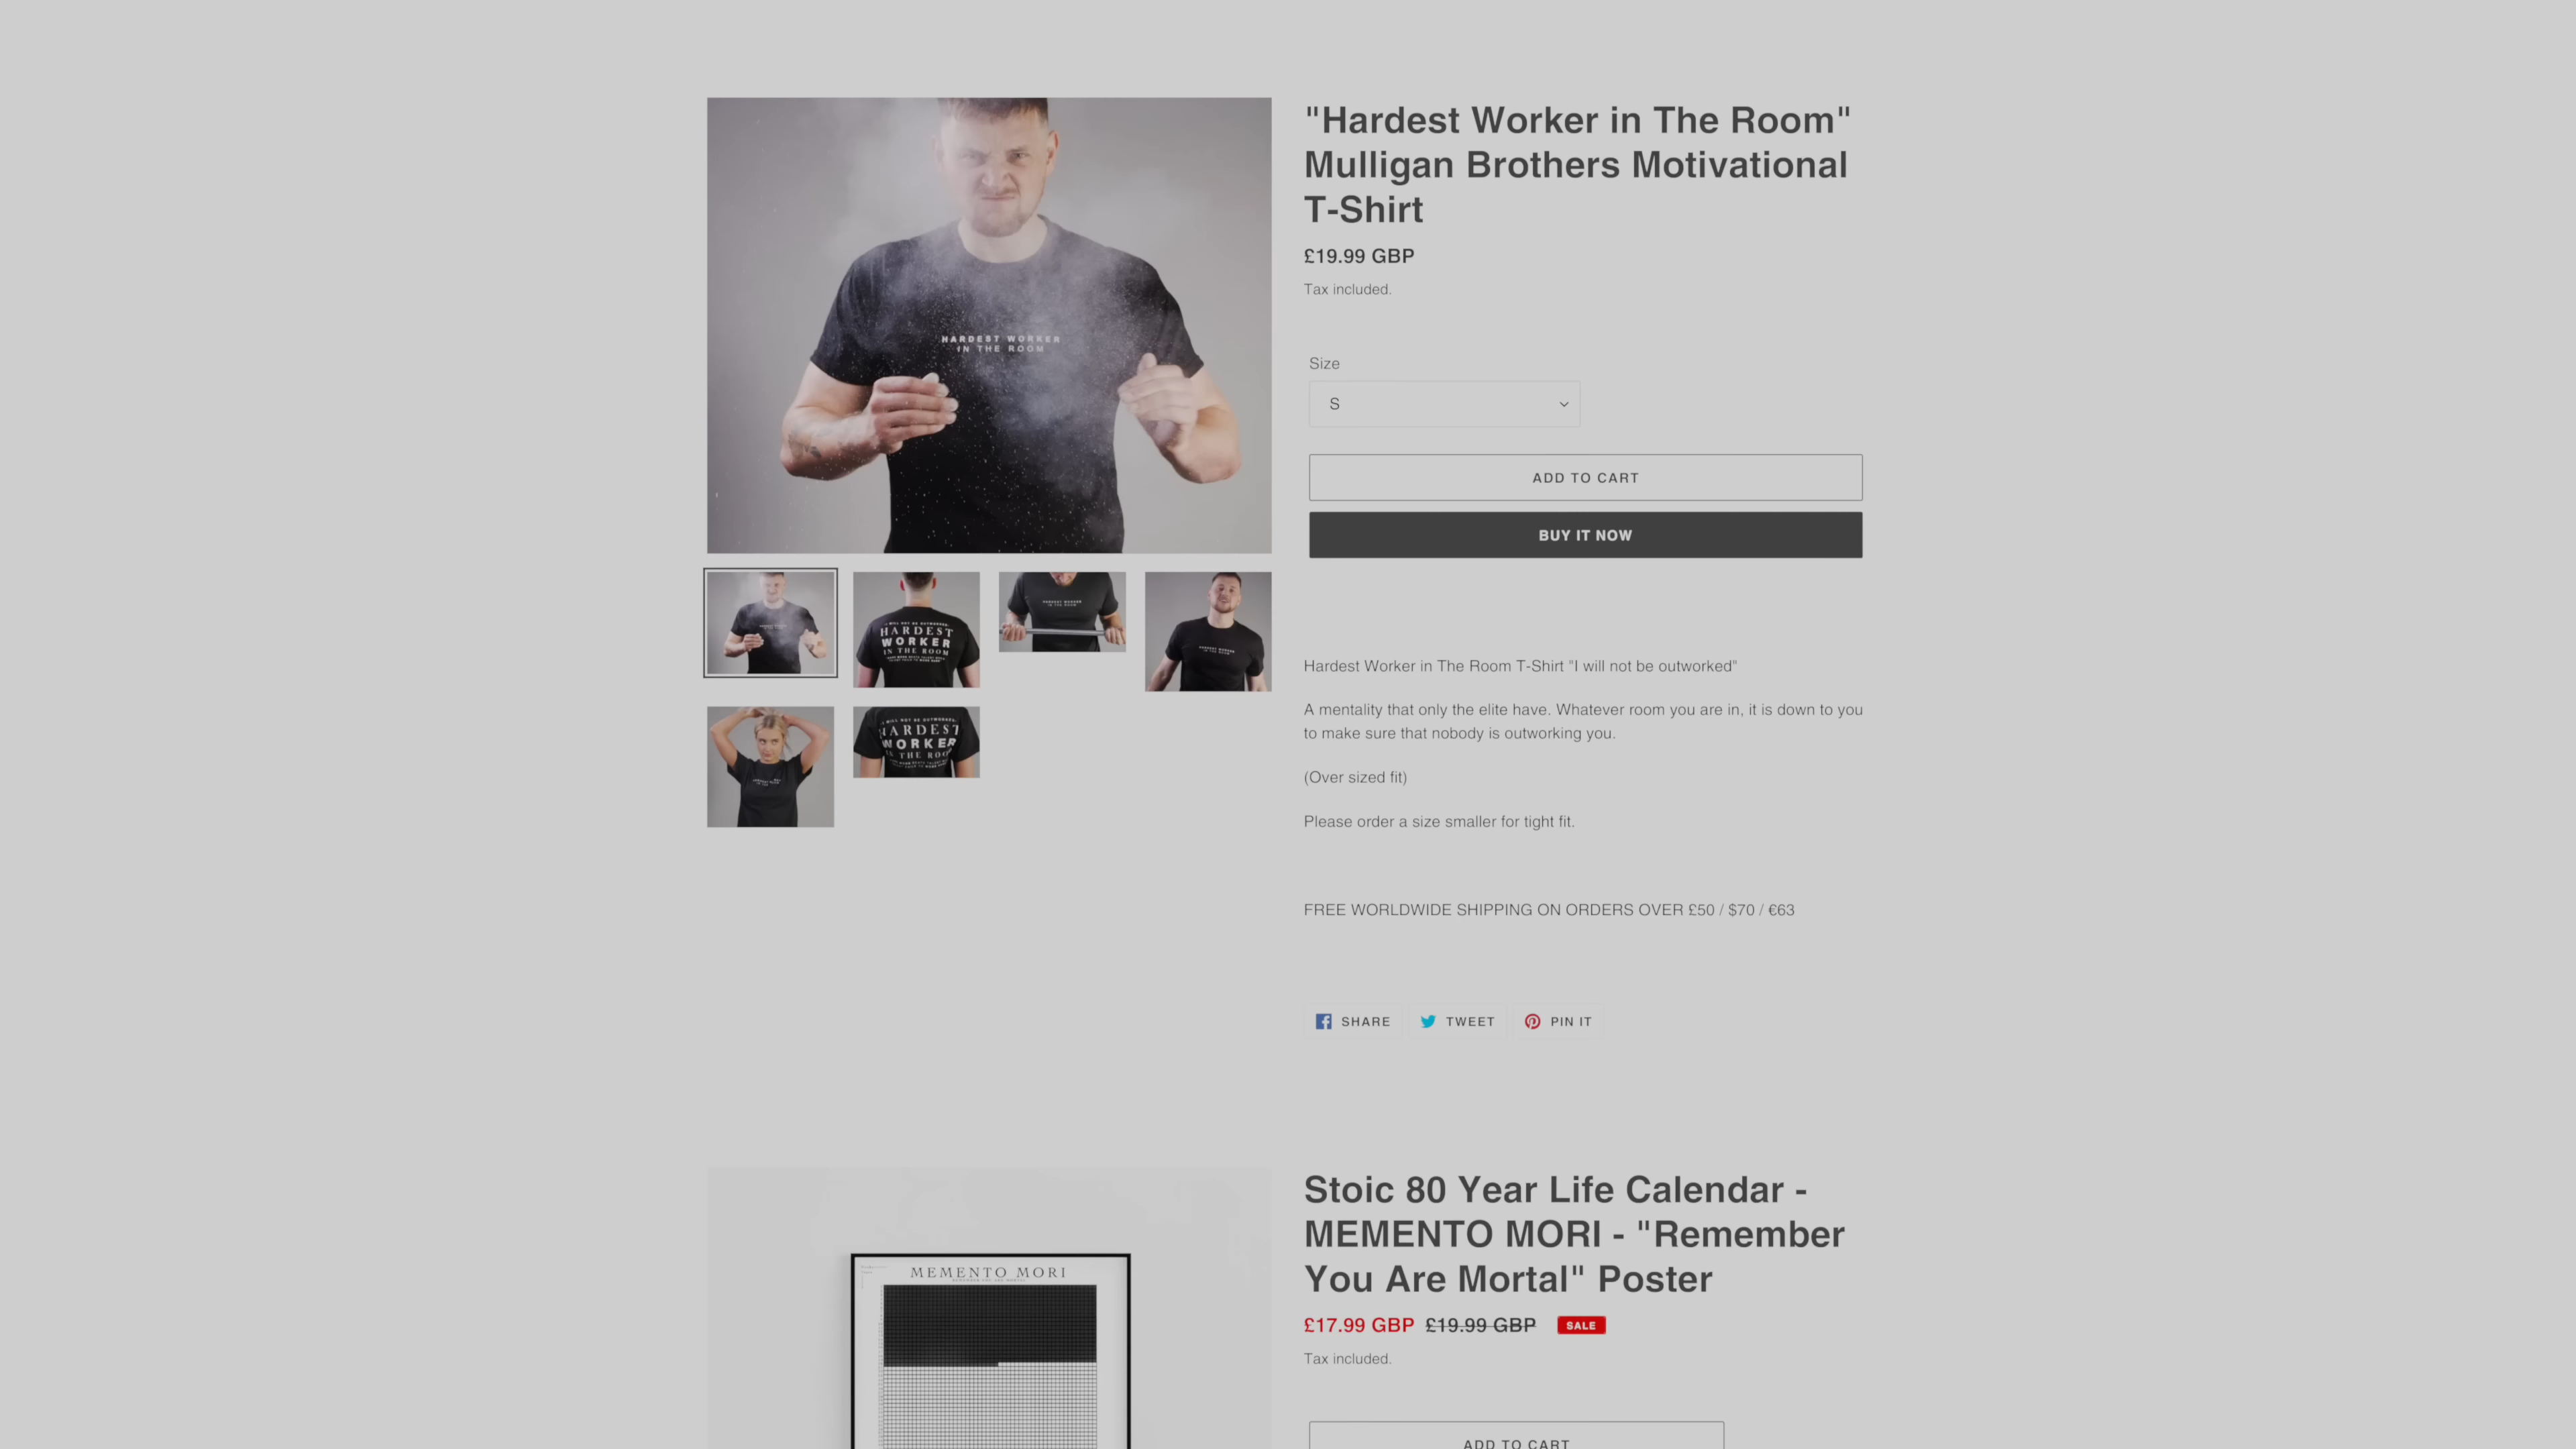 "Hardest Worker in The Room"
Mulligan Brothers Motivational
T-Shirt
£19.99 GBP
Tax included.
Size
S
ADD TO CART
BUY IT NOW
HARDEST WORKER
IN THE ROOM
HARDEST
WORKER
IN THE ROOM
Hardest Worker in The Room T-Shirt "I will not be outworked"
A mentality that only the elite have. Whatever room you are in, it is down to you
to make sure that nobody is outworking you.
(Over sized fit)
Please order a size smaller for tight fit.
FREE WORLDWIDE SHIPPING ON ORDERS OVER £50 / $70 / €63
SHARE TWEET PIN IT
Stoic 80 Year Life Calendar -
MEMENTO MORI - "Remember
You Are Mortal" Poster
£17.99 GBP £19.99 GBP SALE
Tax included.
ADD TO CART
MEMENTO MORI